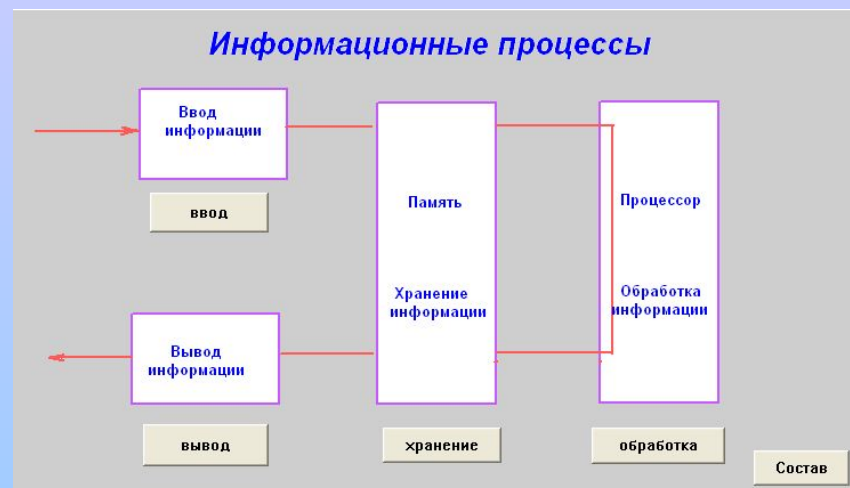 Информационные процессы
Ввод
информации
ввод
Память
Хранение
информации
Процессор
Обработка
информации
Вывод
информации
вывод
хранение
обработка
Состав